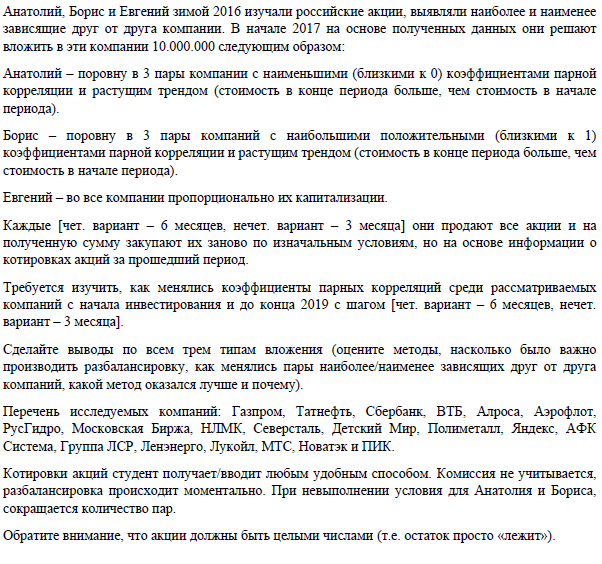 Анатолий, Борис и Евгений зимой 2016 изучали российские акции, выявляли наиболее и наименее
зависящие друг от друга компании. В начале 2017 на основе полученных данных они решают
вложить в эти компании 10.000.000 следующим образом:
Анатолий – поровну в 3 пары компании с наименьшими (близкими к 0) коэффициентами парной
корреляции и растущим трендом (стоимость в конце периода больше, чем стоимость в начале
периода).
Борис – поровну в 3 пары компаний с наибольшими положительными (близкими к 1)
коэффициентами парной корреляции и растущим трендом (стоимость в конце периода больше, чем
стоимость в начале периода).
Евгений – во все компании пропорционально их капитализации.
Каждые [чет. вариант – 6 месяцев, нечет. вариант – 3 месяца] они продают все акции и на
полученную сумму закупают их заново по изначальным условиям, но на основе информации о
котировках акций за прошедший период.
Требуется изучить, как менялись коэффициенты парных корреляций среди рассматриваемых
компаний с начала инвестирования и до конца 2019 с шагом [чет. вариант – 6 месяцев, нечет.
вариант – 3 месяца].
Сделайте выводы по всем трем типам вложения (оцените методы, насколько было важно
производить разбалансировку, как менялись пары наиболее/наименее зависящих друг от друга
компаний, какой метод оказался лучше и почему).
Перечень исследуемых компаний: Газпром, Татнефть, Сбербанк, ВТБ, Алроса, Аэрофлот,
РусГидро, Московская Биржа, НЛМК, Северсталь, Детский Мир, Полиметалл, Яндекс, АФК
Система, Группа ЛСР, Ленэнерго, Лукойл, МТС, Новатэк и ПИК.
Котировки акций студент получает/вводит любым удобным способом. Комиссия не учитывается,
разбалансировка происходит моментально. При невыполнении условия для Анатолия и Бориса,
сокращается количество пар.
Обратите внимание, что акции должны быть целыми числами (т.е. остаток просто «лежит»).